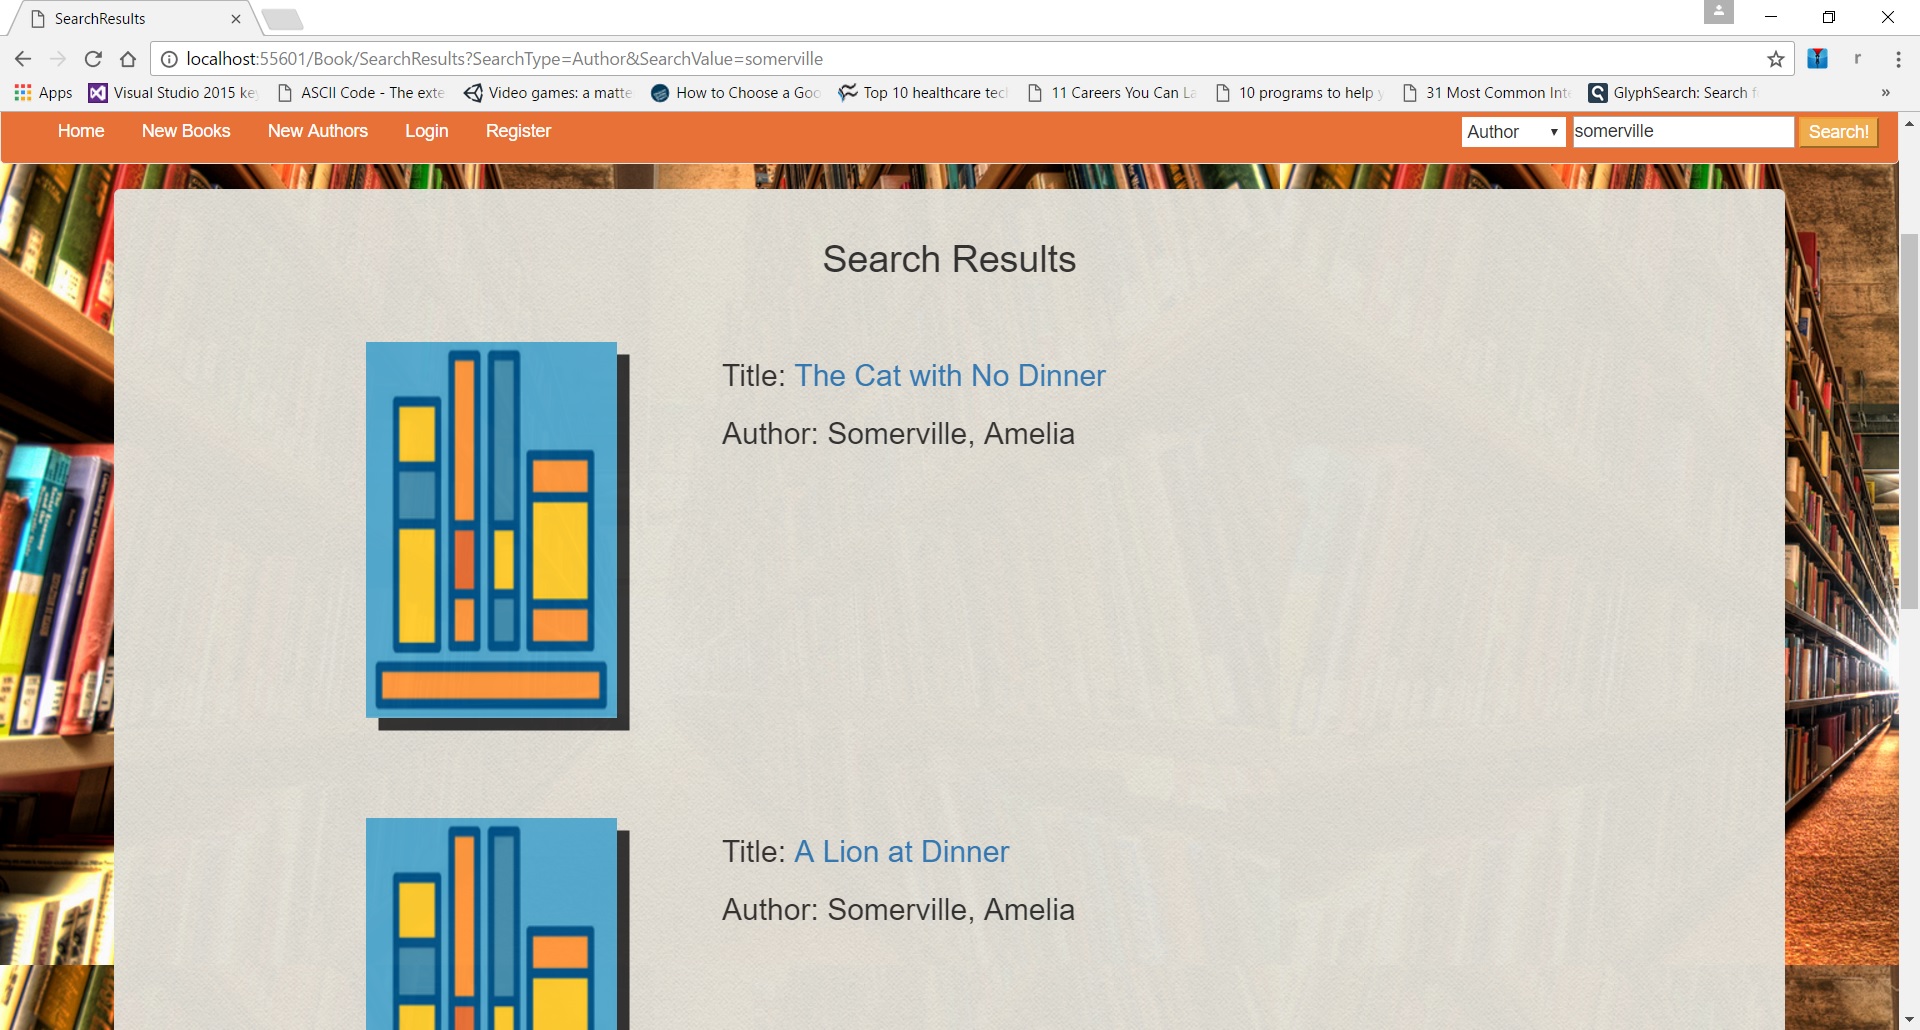 SearchResults
localhost:55601/Book/SearchResults?SearchType=Author&SearchValue=somerville
r
Apps Visual Studio 2015 key ASCII Code - The exte Video games: a matte How to Choose a Goo Top 10 healthcare tec 11 Careers You Can La 10 programs to help y 31 Most Common Int GlyphSearch: Search f »
Home New Books New Authors Login Register Author somerville Search!
Search Results
Title: The Cat with No Dinner
Author: Somerville, Amelia
Title: A Lion at Dinner
Author: Somerville, Amelia